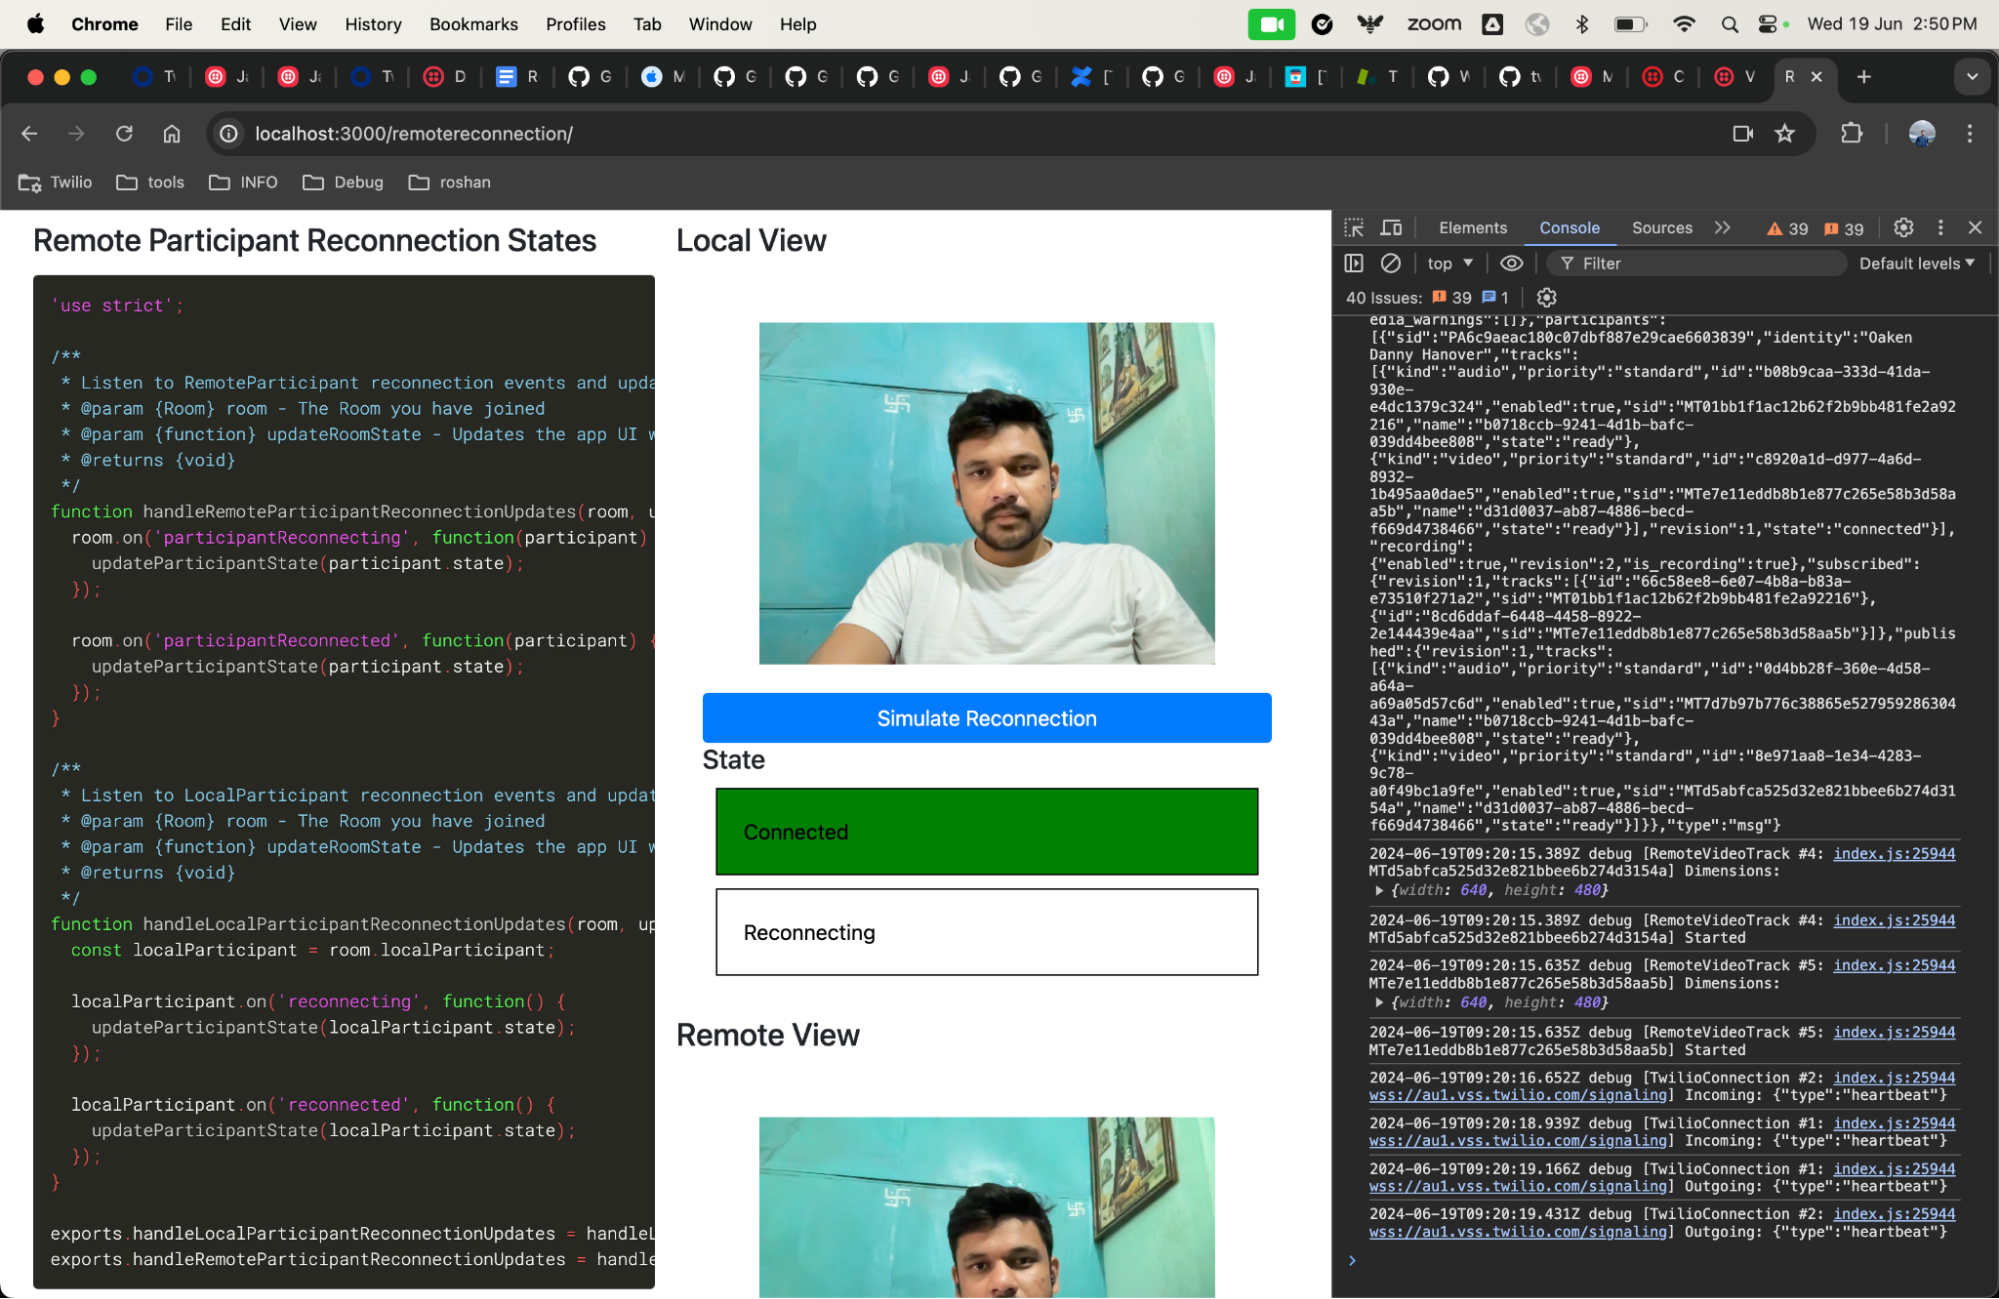 Chrome File Edit View History Bookmarks Profiles Tab Window Help zoom Wed 19 Jun 2:50 PM
localhost:3000/remotereconnection/
Twilio tools INFO Debug roshan
Remote Participant Reconnection States
'use strict';
/**
* Listen to RemoteParticipant reconnection events and upda
* @param {Room} room - The Room you have joined
* @param {function} updateRoomState - Updates the app UI w
* @returns {void}
*/
function handleRemoteParticipantReconnectionUpdates(room, u
room.on('participantReconnecting', function(participant)
updateParticipantState(participant.state);
});
room.on('participantReconnected', function(participant) {
updateParticipantState(participant.state);
});
}
/**
* Listen to LocalParticipant reconnection events and updat
* @param {Room} room - The Room you have joined
* @param {function} updateRoomState - Updates the app UI w
* @returns {void}
*/
function handleLocalParticipantReconnectionUpdates(room, up
const localParticipant = room.localParticipant;
localParticipant.on('reconnecting', function() {
updateParticipantState(localParticipant.state);
});
localParticipant.on('reconnected', function() {
updateParticipantState(localParticipant.state);
});
}
exports.handleLocalParticipantReconnectionUpdates = handleL
exports.handleRemoteParticipantReconnectionUpdates = handle
Local View
Simulate Reconnection
State
Connected
Reconnecting
Remote View
Elements Console Sources 39 39
top Filter Default levels
40 Issues: 39 1
edia_warnings":[]},"participants":
[{"sid":"PA6c9aeac180c07dbf887e29cae6603839","identity":"Oaken
Danny Hanover","tracks":
[{"kind":"audio","priority":"standard","id":"b08b9caa-333d-41da-
930e-
e4dc1379c324","enabled":true,"sid":"MT01bb1f1ac12b62f2b9bb481fe2a92
216","name":"b0718ccb-9241-4d1b-bafc-
039dd4bee808","state":"ready"},
{"kind":"video","priority":"standard","id":"c8920a1d-d977-4a6d-
8932-
1b495aa0dae5","enabled":true,"sid":"MTe7e11eddb8b1e877c265e58b3d58a
a5b","name":"d31d0037-ab87-4886-becd-
f669d4738466","state":"ready"}],"revision":1,"state":"connected"}],
"recording":
{"enabled":true,"revision":2,"is_recording":true},"subscribed":
{"revision":1,"tracks":[{"id":"66c58ee8-6e07-4b8a-b83a-
e73510f271a2","sid":"MT01bb1f1ac12b62f2b9bb481fe2a92216"},
{"id":"8cd6ddaf-6448-4458-8922-
2e144439e4aa","sid":"MTe7e11eddb8b1e877c265e58b3d58aa5b"}]},"publis
hed":{"revision":1,"tracks":
[{"kind":"audio","priority":"standard","id":"0d4bb28f-360e-4d58-
a64a-
a69a05d57c6d","enabled":true,"sid":"MT7d7b97b776c38865e527959286304
43a","name":"b0718ccb-9241-4d1b-bafc-
039dd4bee808","state":"ready"},
{"kind":"video","priority":"standard","id":"8e971aa8-1e34-4283-
9c78-
a0f49bc1a9fe","enabled":true,"sid":"MTd5abfca525d32e821bbee6b274d31
54a","name":"d31d0037-ab87-4886-becd-
f669d4738466","state":"ready"}]}},"type":"msg"}
2024-06-19T09:20:15.389Z debug [RemoteVideoTrack #4: index.js:25944
MTd5abfca525d32e821bbee6b274d3154a] Dimensions:
{width: 640, height: 480}
2024-06-19T09:20:15.389Z debug [RemoteVideoTrack #4: index.js:25944
MTd5abfca525d32e821bbee6b274d3154a] Started
2024-06-19T09:20:15.635Z debug [RemoteVideoTrack #5: index.js:25944
MTe7e11eddb8b1e877c265e58b3d58aa5b] Dimensions:
{width: 640, height: 480}
2024-06-19T09:20:15.635Z debug [RemoteVideoTrack #5: index.js:25944
MTe7e11eddb8b1e877c265e58b3d58aa5b] Started
2024-06-19T09:20:16.652Z debug [TwilioConnection #2: index.js:25944
wss://au1.vss.twilio.com/signaling] Incoming: {"type":"heartbeat"}
2024-06-19T09:20:18.939Z debug [TwilioConnection #1: index.js:25944
wss://au1.vss.twilio.com/signaling] Incoming: {"type":"heartbeat"}
2024-06-19T09:20:19.166Z debug [TwilioConnection #1: index.js:25944
wss://au1.vss.twilio.com/signaling] Outgoing: {"type":"heartbeat"}
2024-06-19T09:20:19.431Z debug [TwilioConnection #2: index.js:25944
wss://au1.vss.twilio.com/signaling] Outgoing: {"type":"heartbeat"}